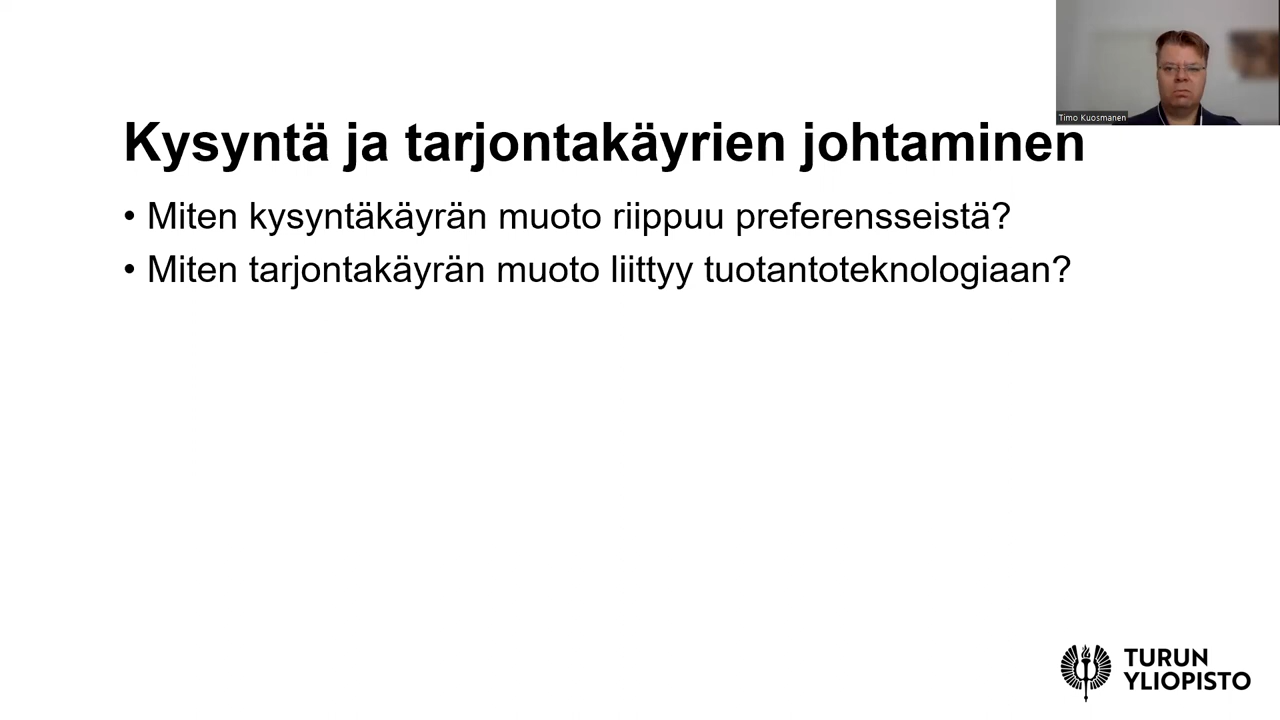 Timo Kuosmanen
Kysyntä ja tarjontakäyrien johtaminen
• Miten kysyntäkäyrän muoto riippuu preferensseistä?
• Miten tarjontakäyrän muoto liittyy tuotantoteknologiaan?
TURUN
YLIOPISTO